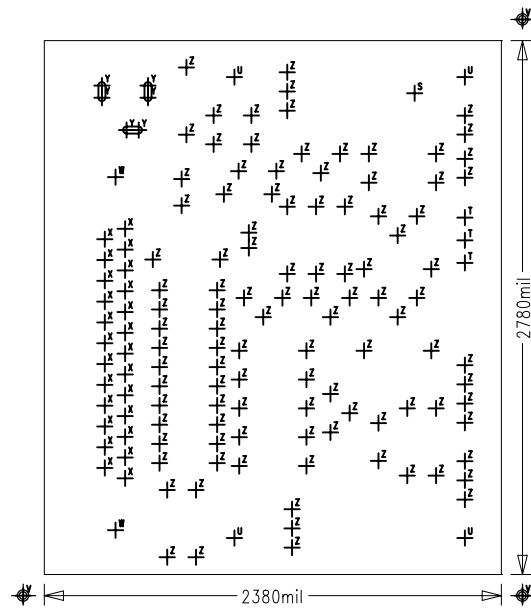 V
Z
U Z U
Y Y Z S
Y Y
Z Z Z Z
Y Y Z Z
Z Z
Z Z Z Z Z
W Z Z Z Z
Z Z Z Z
Z Z
Z Z Z Z
Z Z T
X Z Z
X Z T
X
X Z Z T
X Z Z Z Z Z
X
X Z Z
X Z Z Z Z Z Z
X Z Z
X Z Z Z
X
X Z Z
X Z Z Z Z
X Z Z Z
X
X Z Z Z Z
X Z Z Z
X Z Z Z Z Z Z
X
X Z Z Z Z
X Z Z Z
X Z Z
X Z Z
X Z Z Z Z Z
X Z Z
X Z
Z Z
Z
Z
W Z
U Z U
Z Z
2780mil
V 2380mil V